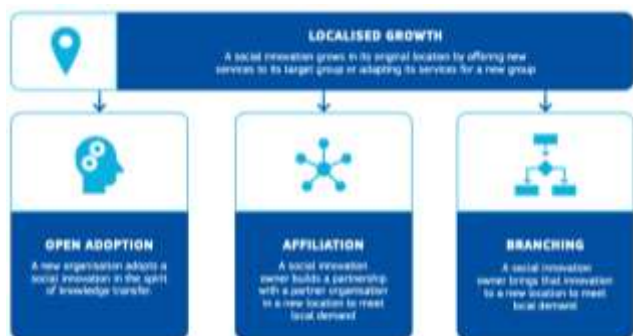 LOCALISED GROWTH
A social innovation grows in its original location by offering new
services to its target group or adapting its services for a new group
OPEN ADOPTION
A new organisation adopts a
social innovation in the spirit
of knowledge transfer.
AFFILIATION
A social innovation
owner builds a partnership
with a partner organisation
in a new location to meet
local demand
BRANCHING
A social innovation
owner brings that innovation
to a new location to meet
local demand